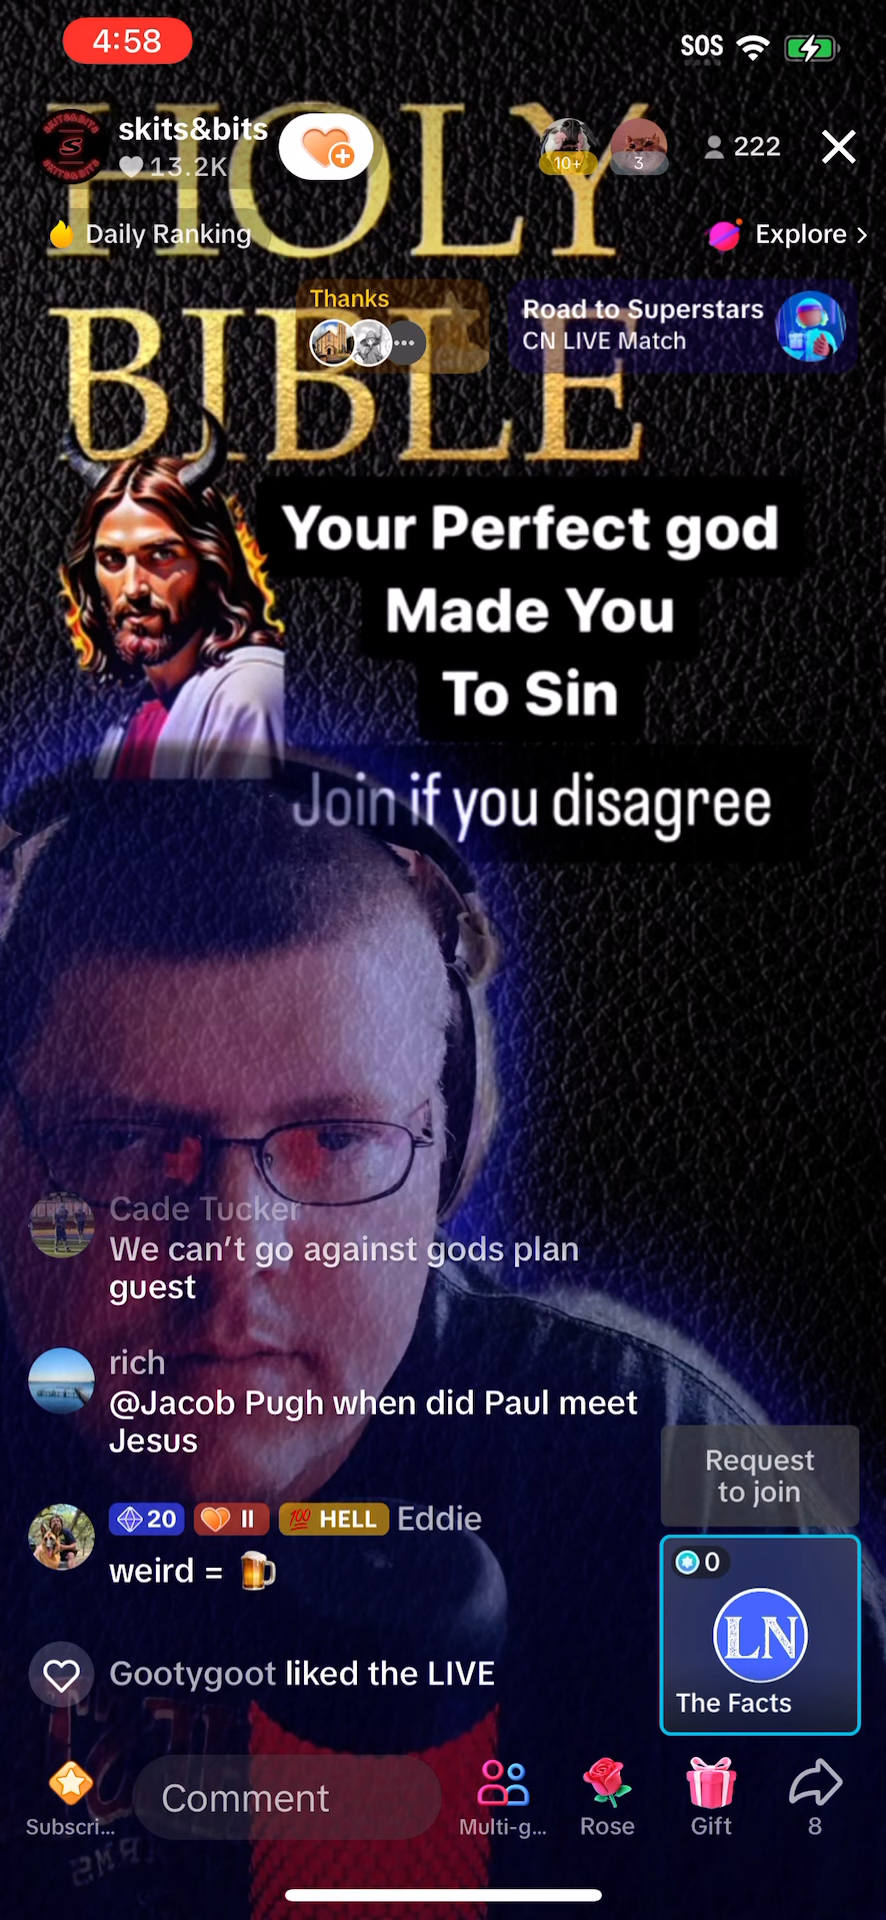 4:58
SOS
HOLY
BIBLE
skits&bits
13.2K
10+
3
222
Daily Ranking
Explore >
Thanks
Road to Superstars
CN LIVE Match
Your Perfect god
Made You
To Sin
Join if you disagree
Cade Tucker
We can't go against gods plan
guest
rich
@Jacob Pugh when did Paul meet
Jesus
20 II 💯 HELL Eddie
weird = 🍺
Gootygoot liked the LIVE
Request
to join
0
LN
The Facts
Subscri...
Comment
Multi-g...
Rose
Gift
8